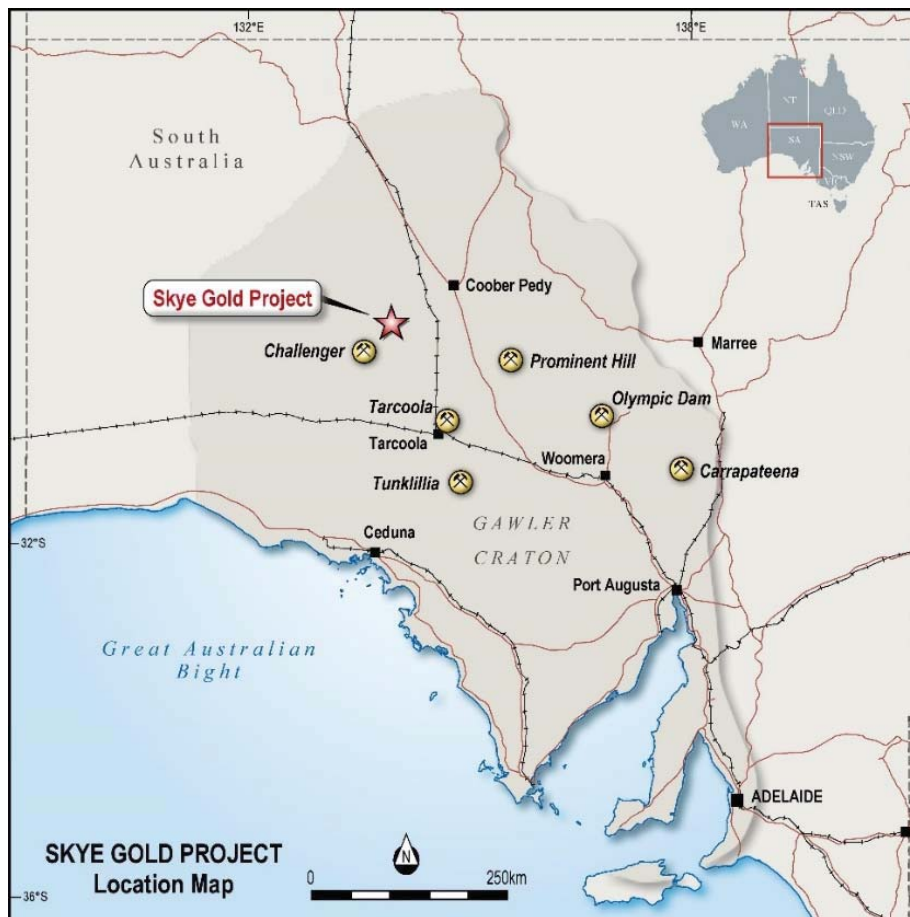 132°E
138°E
South
Australia
NT
WA
QLD
SA
NSW
VIC
TAS
Skye Gold Project
Coober Pedy
Challenger
Prominent Hill
Marree
Tarcoola
Olympic Dam
Tarcoola
Woomera
Carrapateena
Tunklillia
GAWLER
CRATON
32°S
Ceduna
Port Augusta
Great Australian
Bight
ADELAIDE
SKYE GOLD PROJECT
Location Map
N
0
250km
36°S